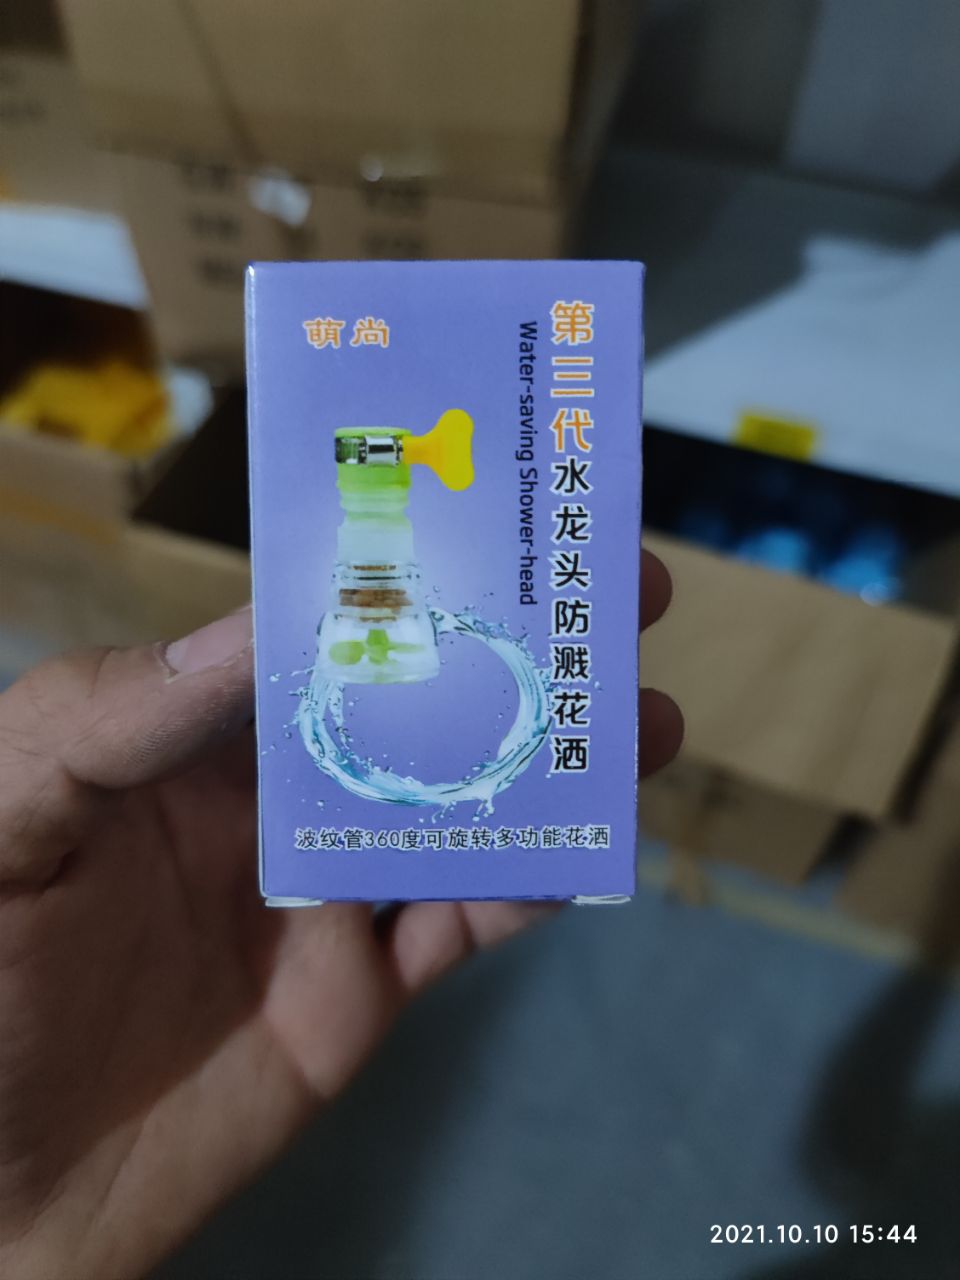 萌尚
第三代水龙头防溅花洒
Water-saving Shower-head
波纹管360度可旋转多功能花洒
2021.10.10 15:44